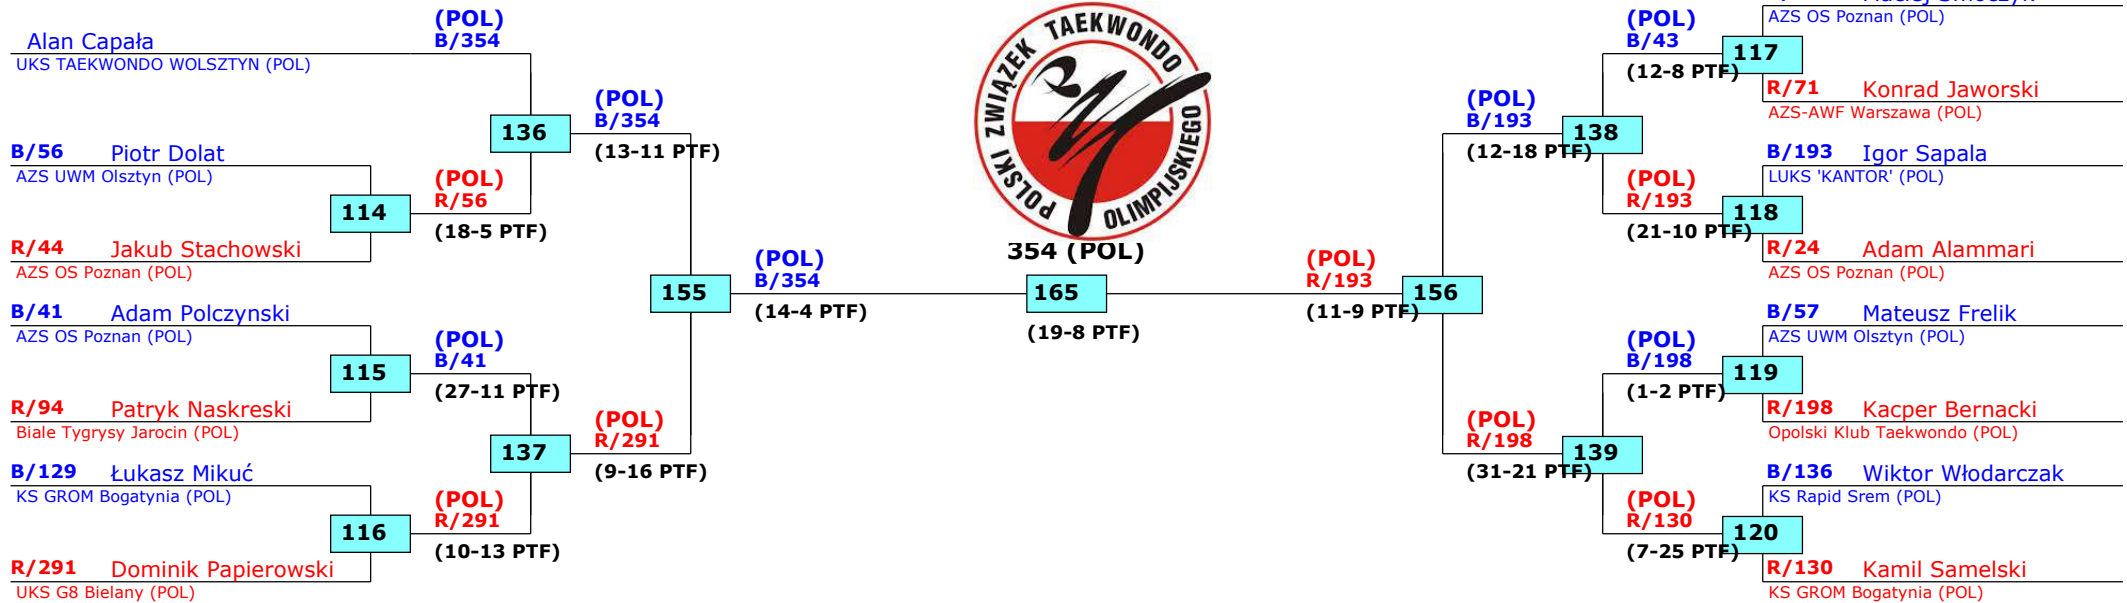 (POL)
B/354
Alan Capała
UKS TAEKWONDO WOLSZTYN (POL)
136
(POL)
B/354
(13-11 PTF)
B/56 Piotr Dolat
AZS UWM Olsztyn (POL)
114
(POL)
R/56
(18-5 PTF)
R/44 Jakub Stachowski
AZS OS Poznan (POL)
155
(POL)
B/354
(14-4 PTF)
B/41 Adam Polczynski
AZS OS Poznan (POL)
115
(POL)
B/41
(27-11 PTF)
R/94 Patryk Naskreski
Biale Tygrysy Jarocin (POL)
137
(POL)
R/291
(9-16 PTF)
B/129 Łukasz Mikuć
KS GROM Bogatynia (POL)
116
(POL)
R/291
(10-13 PTF)
R/291 Dominik Papierowski
UKS G8 Bielany (POL)
POLSKI ZWIĄZEK TAEKWONDO OLIMPIJSKIEGO
354 (POL)
165
(19-8 PTF)
(POL)
R/193
(11-9 PTF)
156
(POL)
B/193
(12-18 PTF)
138
(POL)
B/43
(12-8 PTF)
117
AZS OS Poznan (POL)
R/71 Konrad Jaworski
AZS-AWF Warszawa (POL)
B/193 Igor Sapala
LUKS 'KANTOR' (POL)
(POL)
R/193
(21-10 PTF)
118
R/24 Adam Alammari
AZS OS Poznan (POL)
B/57 Mateusz Frelik
AZS UWM Olsztyn (POL)
(POL)
B/198
(1-2 PTF)
119
R/198 Kacper Bernacki
Opolski Klub Taekwondo (POL)
(POL)
R/198
(31-21 PTF)
139
B/136 Wiktor Włodarczak
KS Rapid Srem (POL)
(POL)
R/130
(7-25 PTF)
120
R/130 Kamil Samelski
KS GROM Bogatynia (POL)